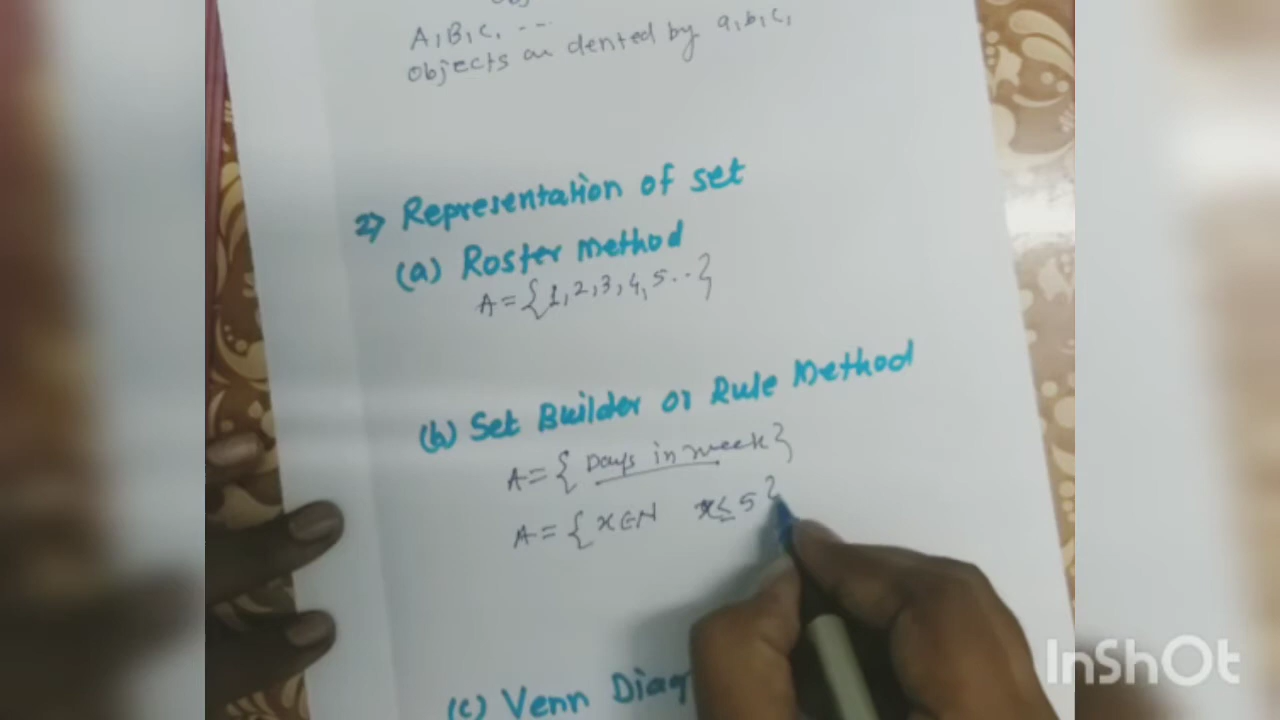 A, B, C, ...
Objects are dented by a, b, c,
2) Representation of set
(a) Roster method
A = {1, 2, 3, 4, 5 . . }
(b) Set Builder or Rule Method
A = { Days in week }
A = { x ∈ N x ≤ 5 }
(c) Venn Diag
InShOt